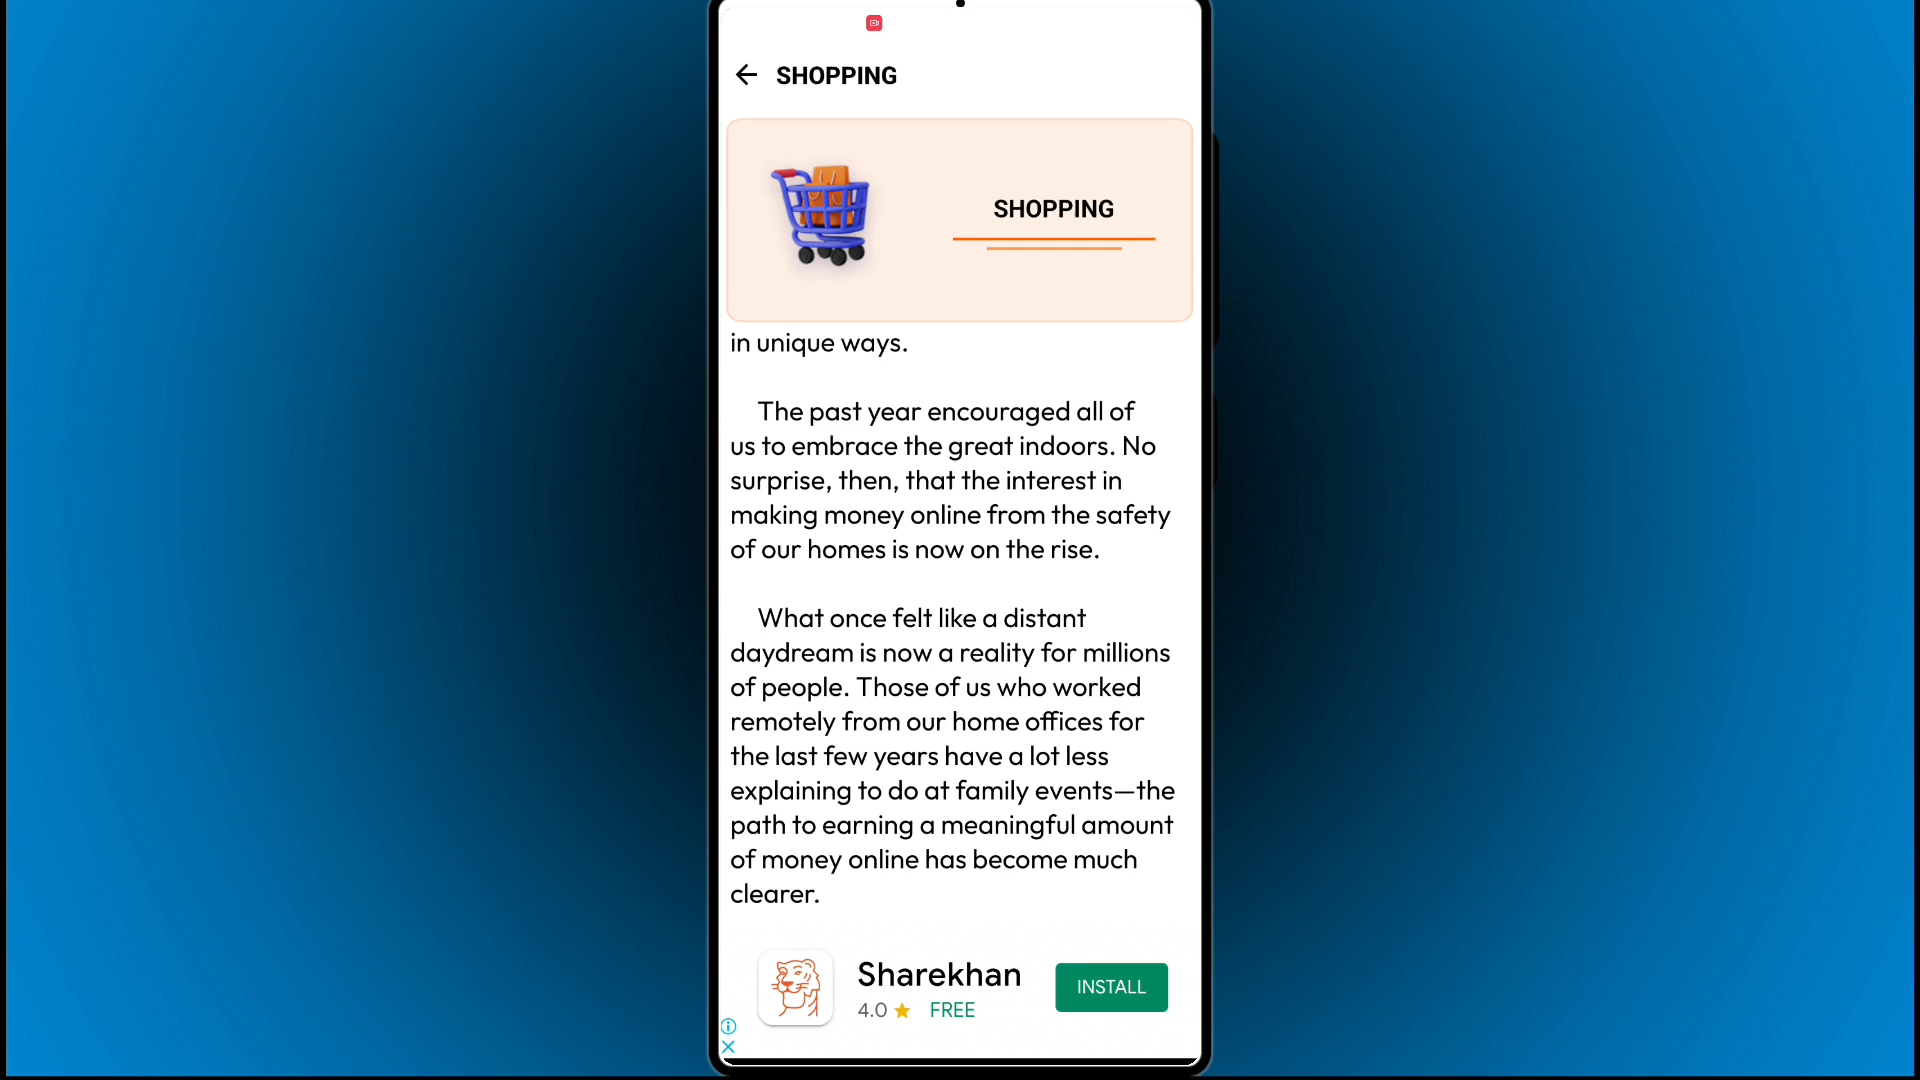 SHOPPING
SHOPPING
in unique ways.
The past year encouraged all of
us to embrace the great indoors. No
surprise, then, that the interest in
making money online from the safety
of our homes is now on the rise.
What once felt like a distant
daydream is now a reality for millions
of people. Those of us who worked
remotely from our home offices for
the last few years have a lot less
explaining to do at family events—the
path to earning a meaningful amount
of money online has become much
clearer.
Sharekhan
4.0 ★ FREE
INSTALL